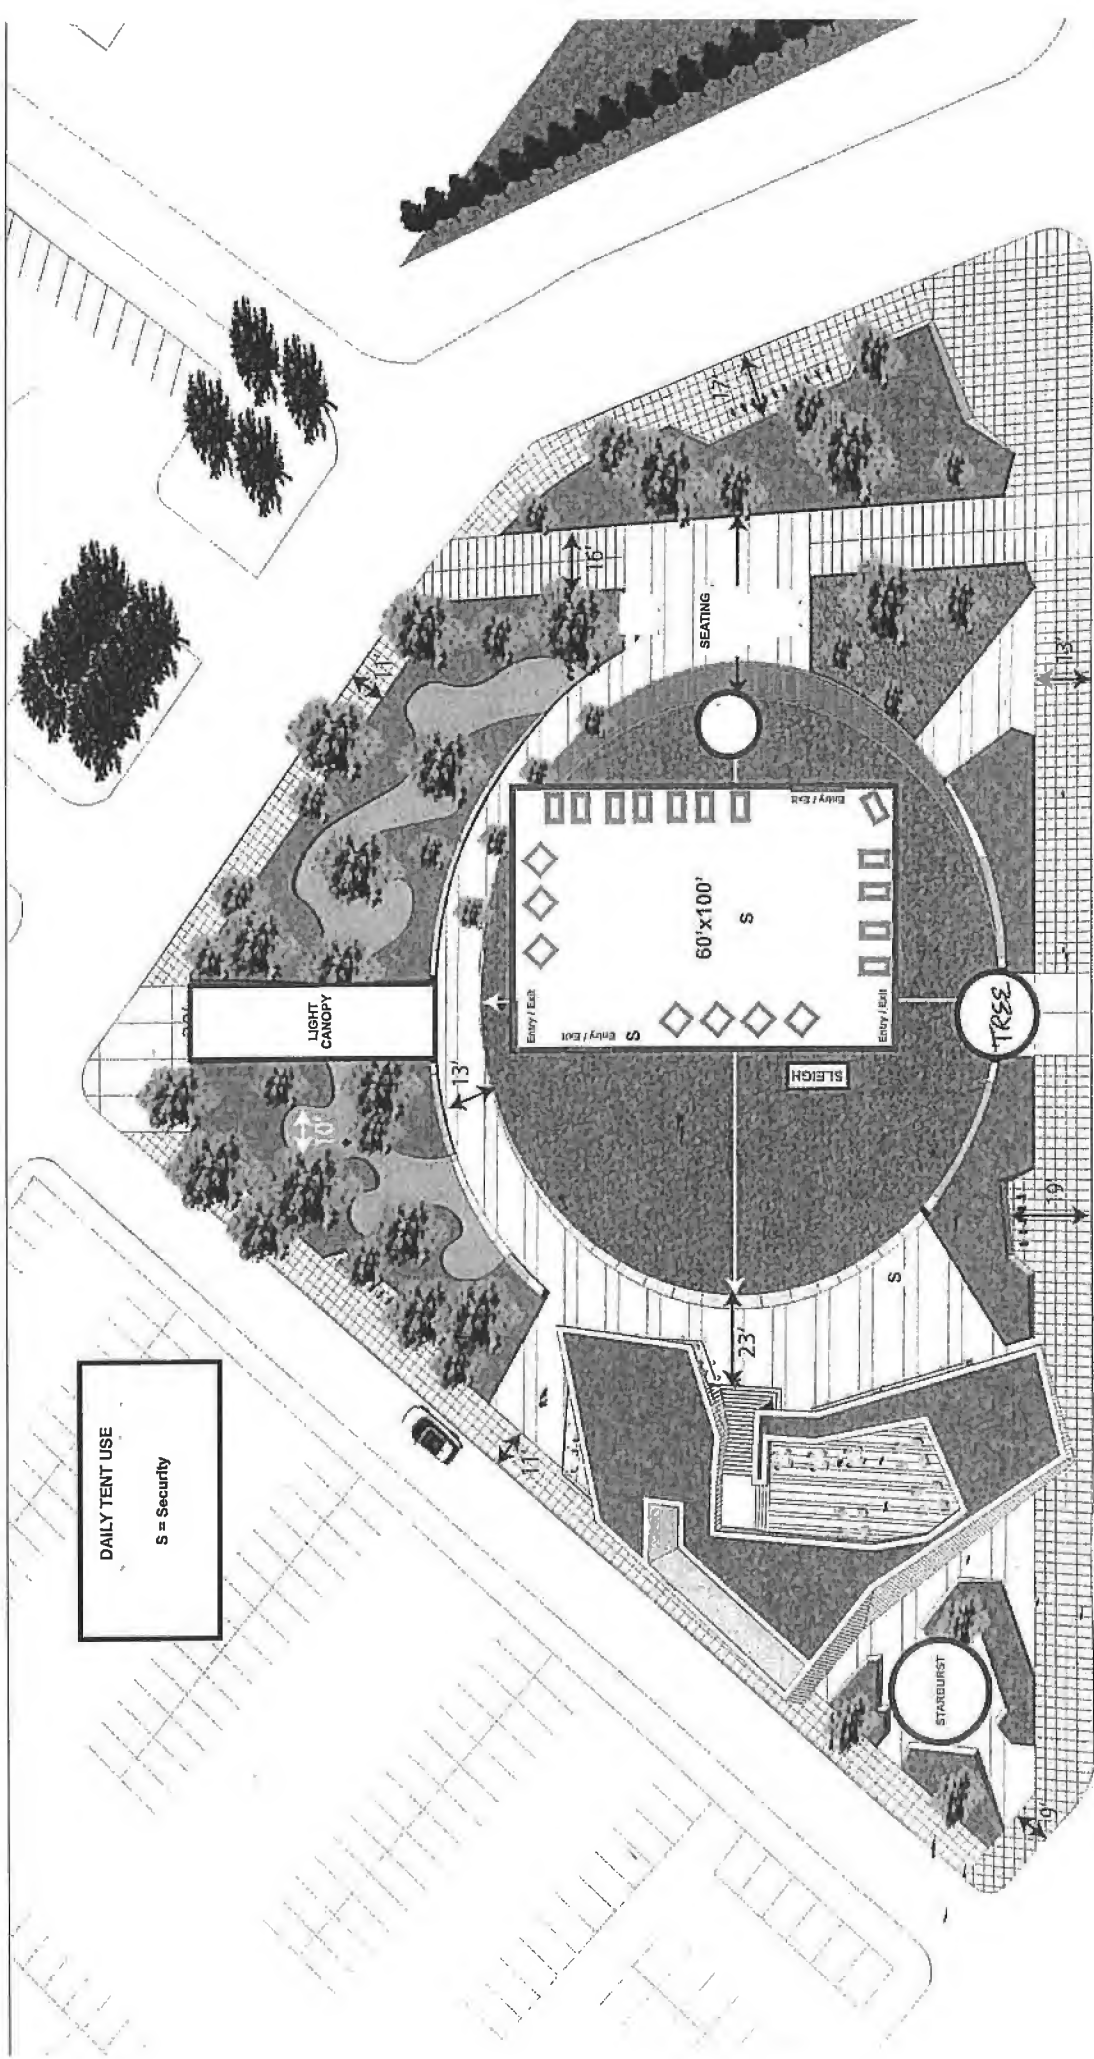 DAILY TENT USE
S = Security
LIGHT
CANOPY
17'
16'
11'
SEATING
13'
10'
13'
Entry / Exit
Entry / Exit
S
60'x100'
S
Entry / Exit
Entry / Exit
SLEIGH
TREE
23'
S
19'
11'
STARBURST
9'